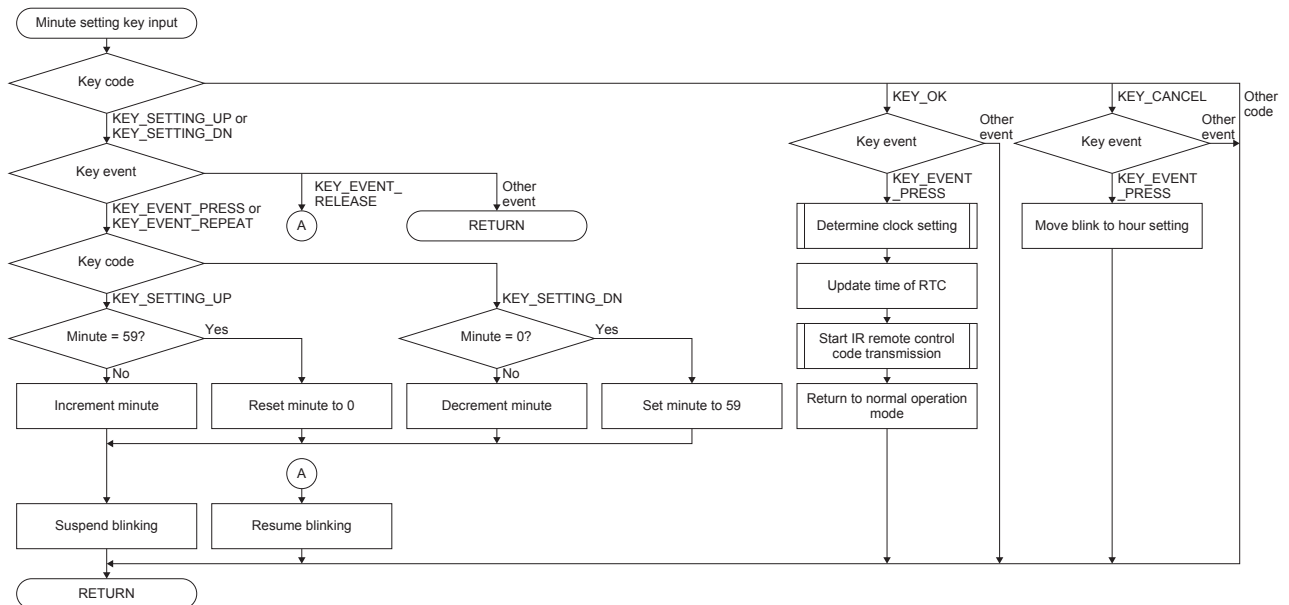 Minute setting key input
Key code
KEY_OK
KEY_CANCEL
Other
code
KEY_SETTING_UP or
KEY_SETTING_DN
Other
event
Other
event
Key event
Key event
Key event
KEY_EVENT_
RELEASE
Other
event
KEY_EVENT
_PRESS
KEY_EVENT
_PRESS
KEY_EVENT_PRESS or
KEY_EVENT_REPEAT
A
RETURN
Determine clock setting
Move blink to hour setting
Key code
Update time of RTC
KEY_SETTING_UP
KEY_SETTING_DN
Minute = 59?
Yes
Minute = 0?
Yes
Start IR remote control
code transmission
No
No
Increment minute
Reset minute to 0
Decrement minute
Set minute to 59
Return to normal operation
mode
A
Suspend blinking
Resume blinking
RETURN